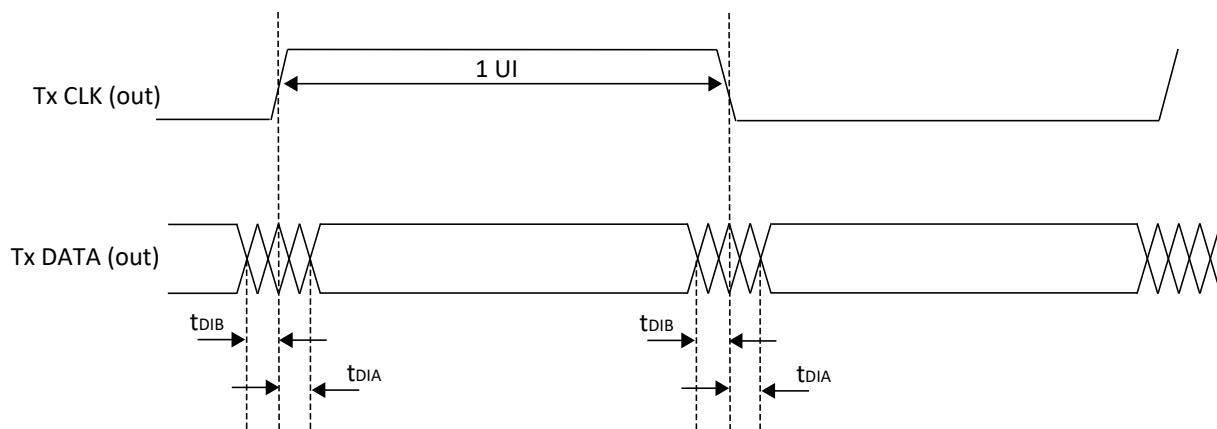 1 UI
Tx CLK (out)
Tx DATA (out)
tDIB
tDIB
tDIA
tDIA